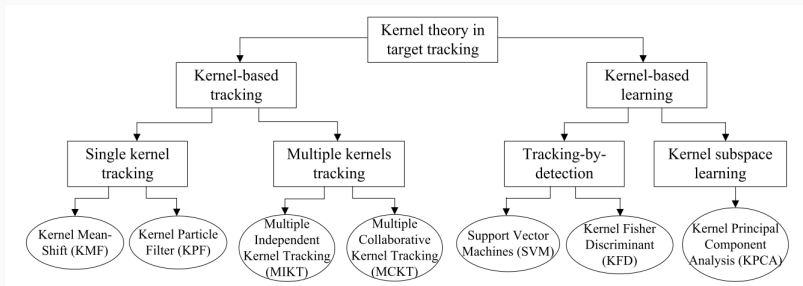 Kernel theory in
target tracking
Kernel-based
tracking
Kernel-based
learning
Single kernel
tracking
Multiple kernels
tracking
Tracking-by-
detection
Kernel subspace
learning
Kernel Mean-
Shift (KMF)
Kernel Particle
Filter (KPF)
Multiple
Independent
Kernel Tracking
(MIKT)
Multiple
Collaborative
Kernel Tracking
(MCKT)
Support Vector
Machines (SVM)
Kernel Fisher
Discriminant
(KFD)
Kernel Principal
Component
Analysis (KPCA)